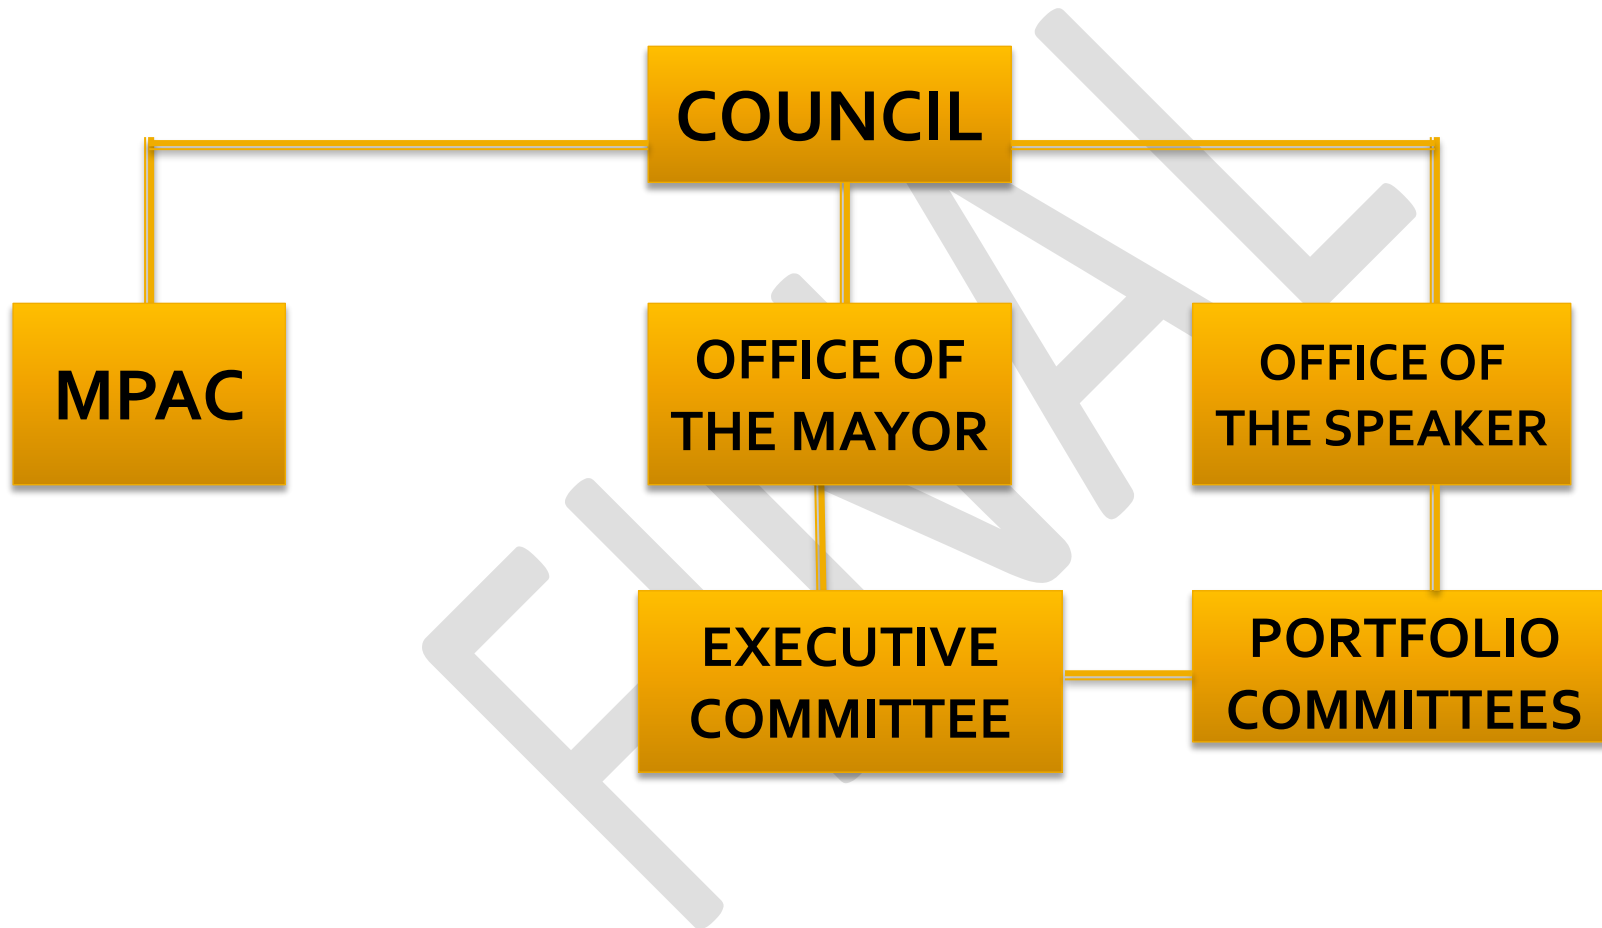 COUNCIL
MPAC
OFFICE OF
THE MAYOR
OFFICE OF
THE SPEAKER
EXECUTIVE
COMMITTEE
PORTFOLIO
COMMITTEES
FINAL